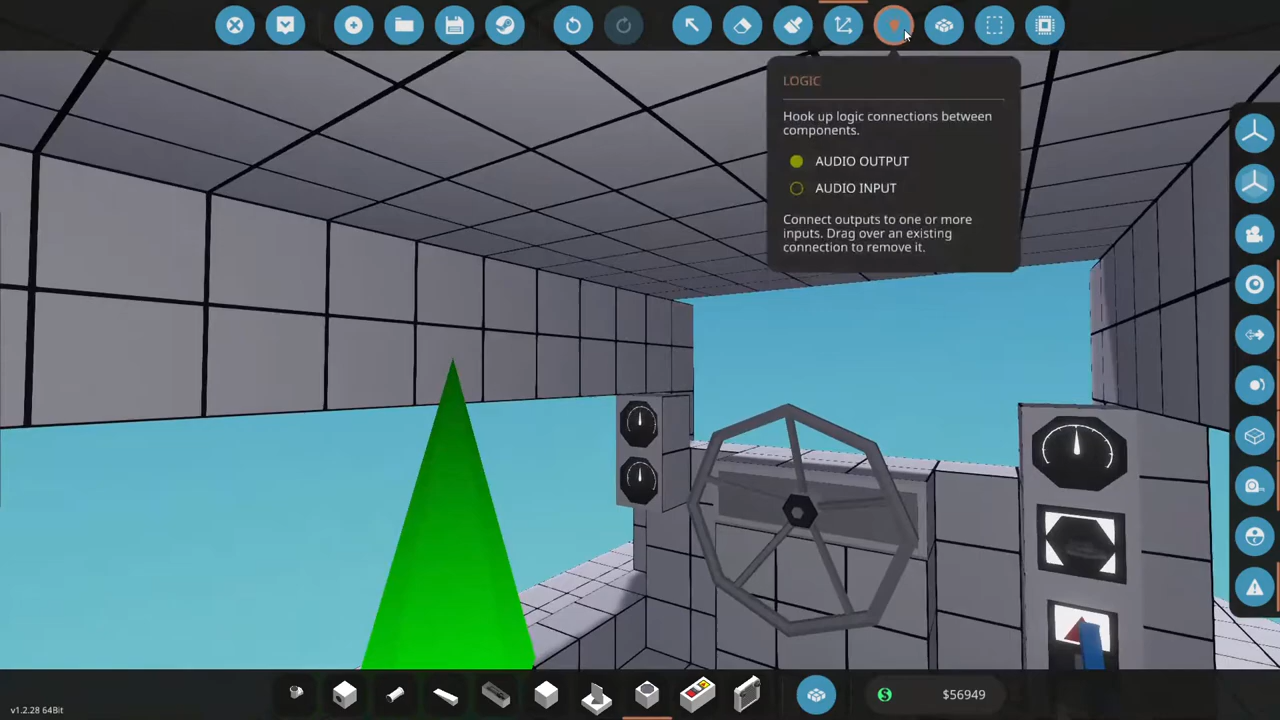 LOGIC
Hook up logic connections between
components.
AUDIO OUTPUT
AUDIO INPUT
Connect outputs to one or more
inputs. Drag over an existing
connection to remove it.
v1.2.28 64Bit
$
$56949